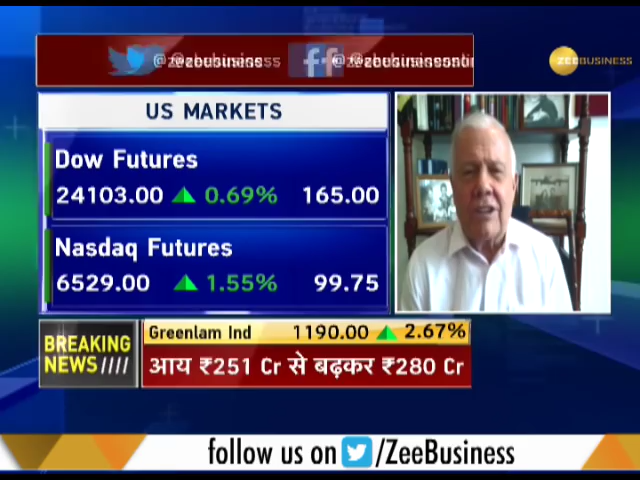 @zeebusiness
ZEEBUSINESS
US MARKETS
Dow Futures
24103.00 0.69% 165.00
Nasdaq Futures
6529.00 1.55% 99.75
BREAKING
NEWS ////
Greenlam Ind 1190.00 2.67%
आय ₹251 Cr से बढ़कर ₹280 Cr
follow us on /ZeeBusiness